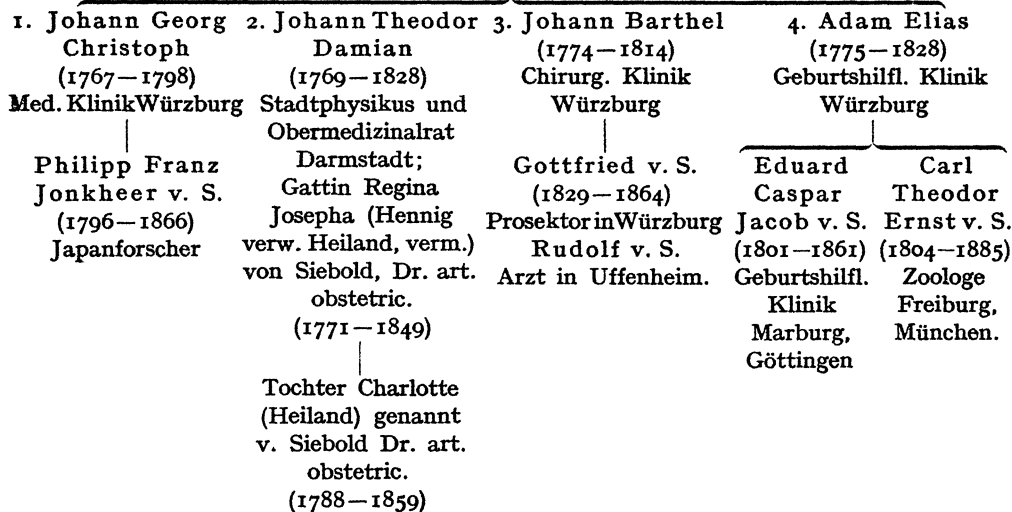 1. Johann Georg
Christoph
(1767—1798)
Med. Klinik Würzburg
Philipp Franz
Jonkheer v. S.
(1796—1866)
Japanforscher
2. Johann Theodor
Damian
(1769—1828)
Stadtphysikus und
Obermedizinalrat
Darmstadt;
Gattin Regina
Josepha (Hennig
verw. Heiland, verm.)
von Siebold, Dr. art.
obstetric.
(1771—1849)
Tochter Charlotte
(Heiland) genannt
v. Siebold Dr. art.
obstetric.
(1788—1859)
3. Johann Barthel
(1774—1814)
Chirurg. Klinik
Würzburg
Gottfried v. S.
(1829—1864)
Prosektor in Würzburg
Rudolf v. S.
Arzt in Uffenheim.
4. Adam Elias
(1775—1828)
Geburtshilfl. Klinik
Würzburg
Eduard
Caspar
Jacob v. S.
(1801—1861)
Geburtshilfl.
Klinik
Marburg,
Göttingen
Carl
Theodor
Ernst v. S.
(1804—1885)
Zoologe
Freiburg,
München.